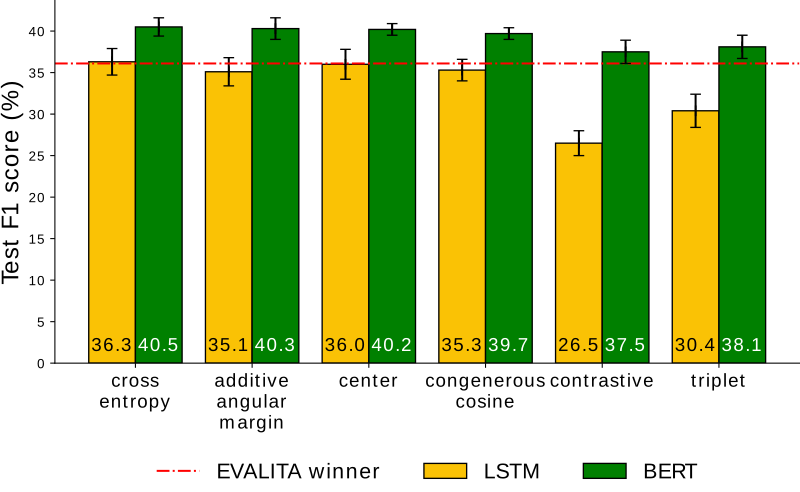 Test F1 score (%)
40
35
30
25
20
15
10
5
0
36.3 40.5 35.1 40.3 36.0 40.2 35.3 39.7 26.5 37.5 30.4 38.1
cross additive center congenerous contrastive triplet
entropy angular cosine
margin
EVALITA winner LSTM BERT